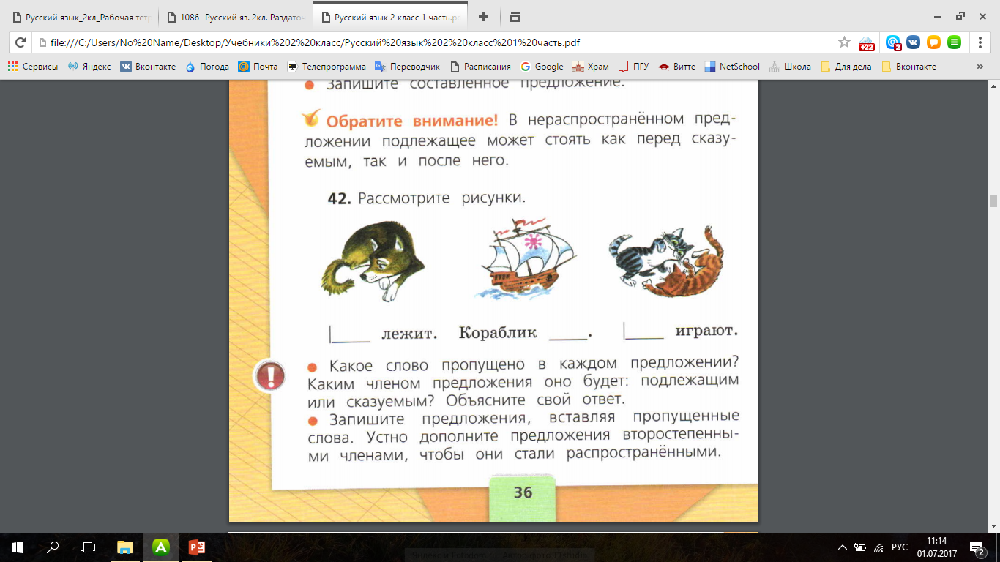 Русский язык_2кл_Рабочая тетр
1086- Русский яз. 2кл. Раздаточ
Русский язык 2 класс 1 часть.pd
file:///C:/Users/No%20Name/Desktop/Учебники%202%20класс/Русский%20язык%202%20класс%201%20часть.pdf
+22
2
Сервисы Яндекс Вконтакте Погода Почта Телепрограмма Переводчик Расписания Google Храм ПГУ Витте NetSchool Школа Для дела Вконтакте »
Запишите составленное предложение.
Обратите внимание! В нераспространённом пред-
ложении подлежащее может стоять как перед сказу-
емым, так и после него.
42. Рассмотрите рисунки.
____ лежит. Кораблик ____. ____ играют.
Какое слово пропущено в каждом предложении?
Каким членом предложения оно будет: подлежащим
или сказуемым? Объясните свой ответ.
Запишите предложения, вставляя пропущенные
слова. Устно дополните предложения второстепенны-
ми членами, чтобы они стали распространёнными.
36
РУС
11:14
01.07.2017
2